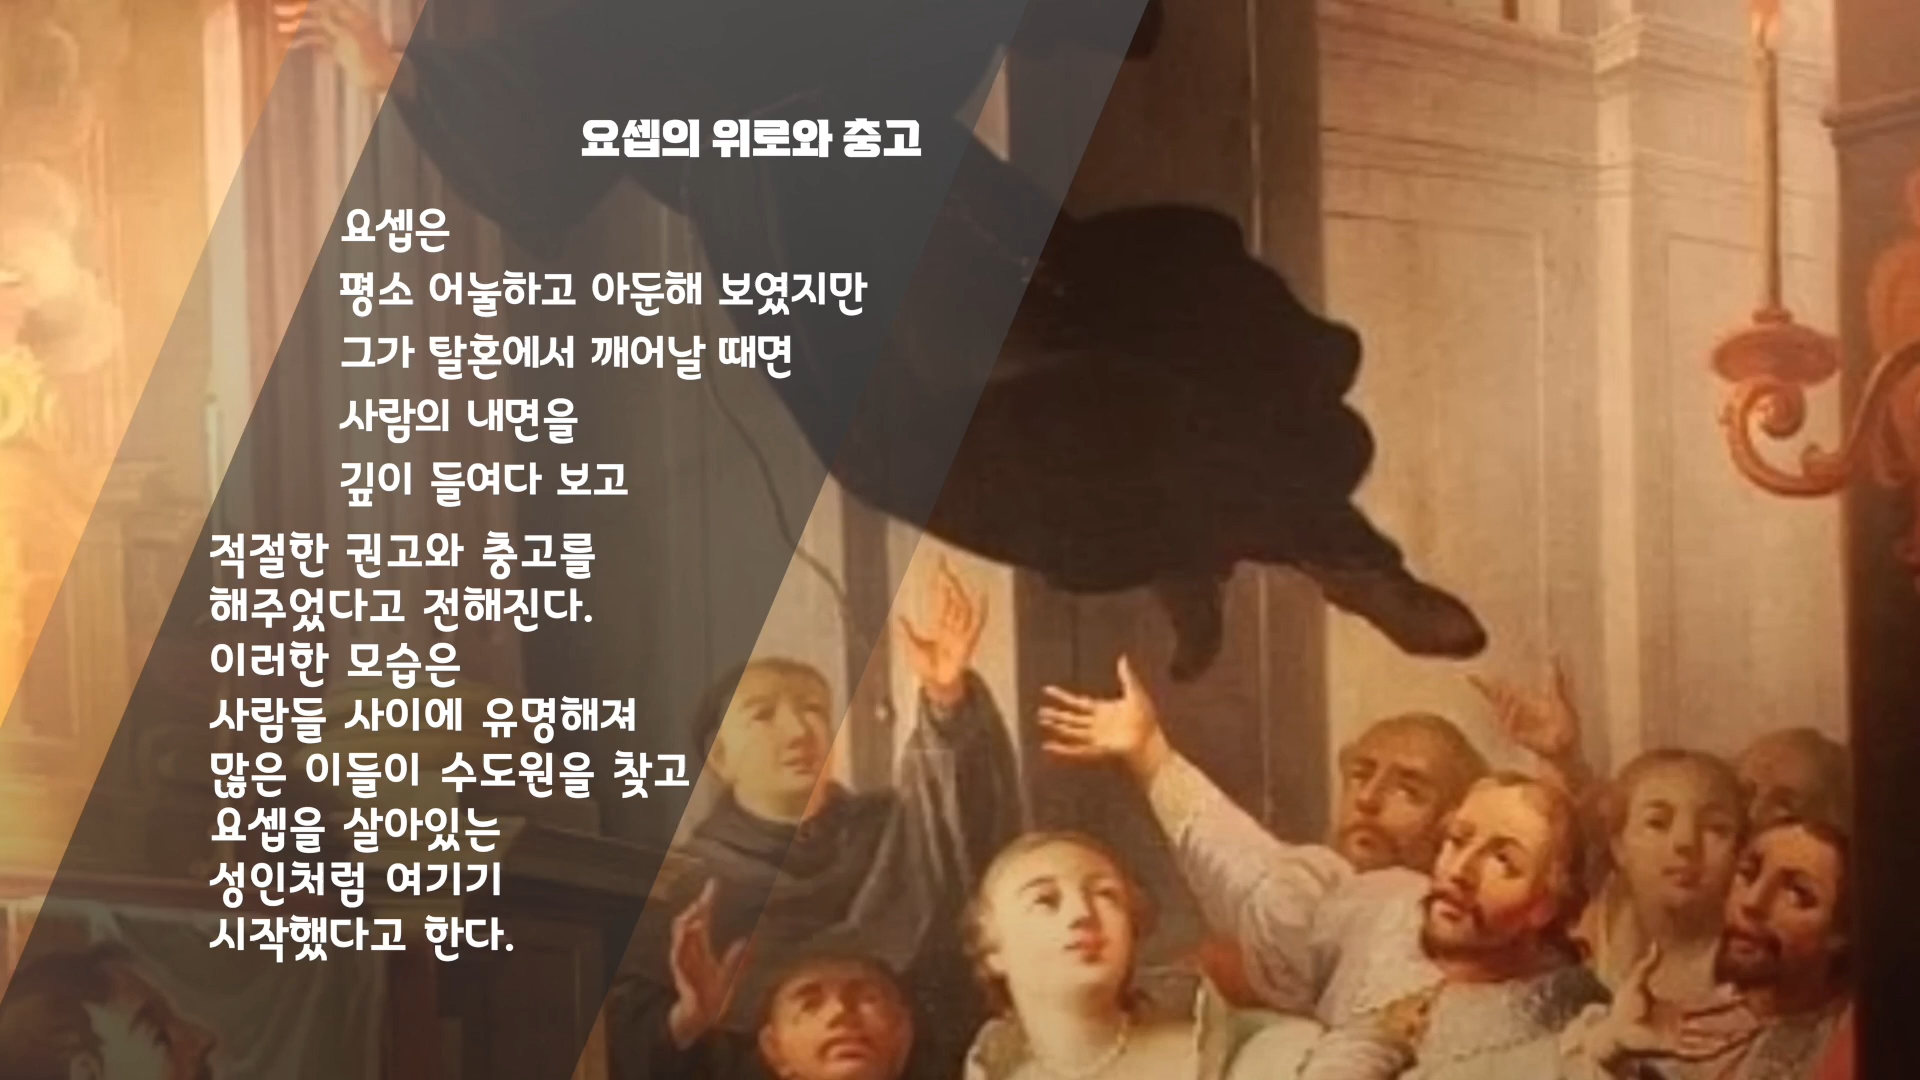 요셉의 위로와 충고
요셉은
평소 어눌하고 아둔해 보였지만
그가 탈혼에서 깨어날 때면
사람의 내면을
깊이 들여다 보고
적절한 권고와 충고를
해주었다고 전해진다.
이러한 모습은
사람들 사이에 유명해져
많은 이들이 수도원을 찾고
요셉을 살아있는
성인처럼 여기기
시작했다고 한다.